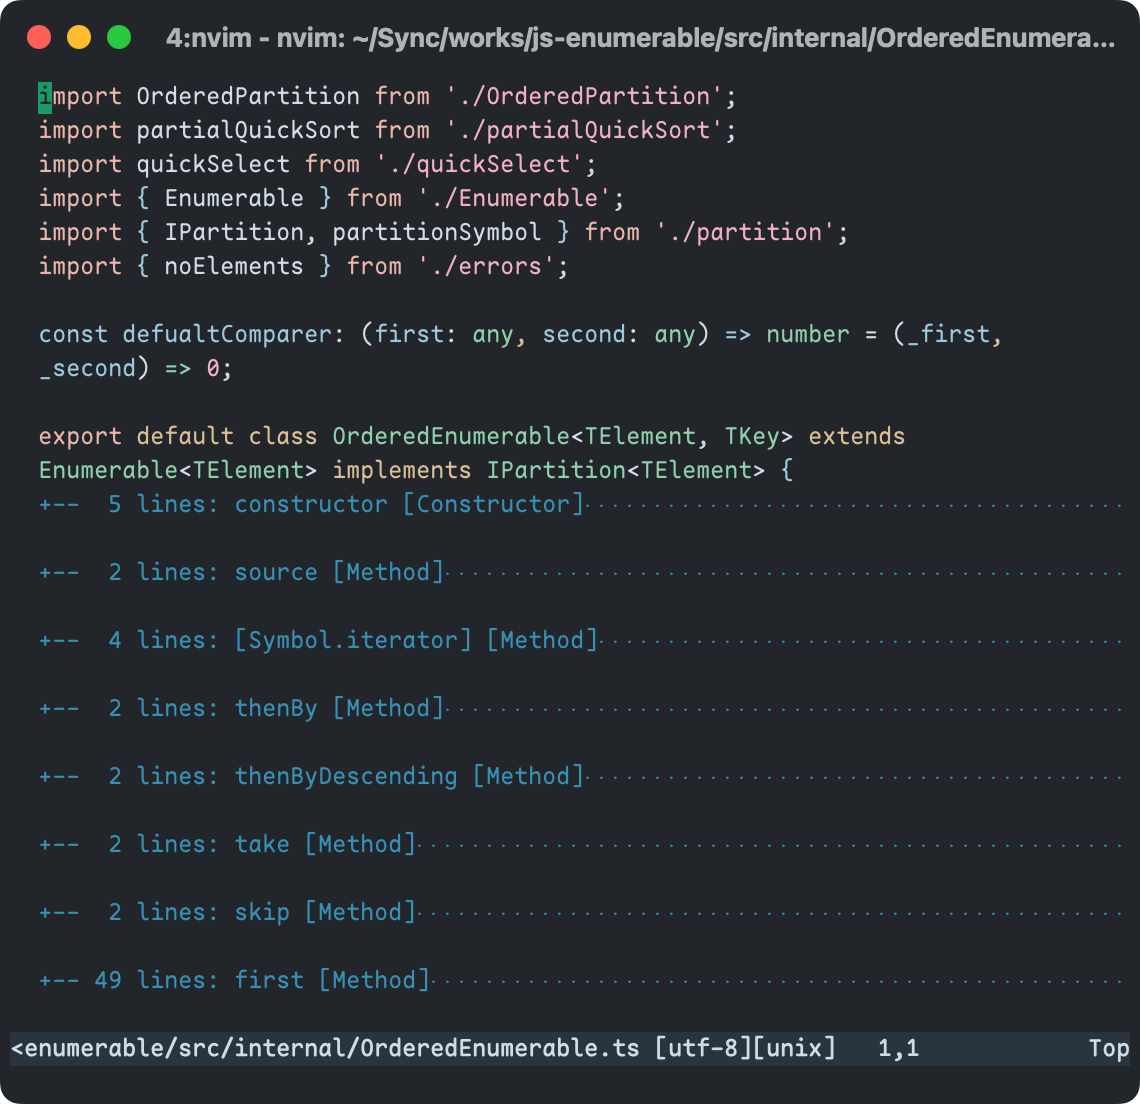 4:nvim - nvim: ~/Sync/works/js-enumerable/src/internal/OrderedEnumera...
import OrderedPartition from './OrderedPartition';
import partialQuickSort from './partialQuickSort';
import quickSelect from './quickSelect';
import { Enumerable } from './Enumerable';
import { IPartition, partitionSymbol } from './partition';
import { noElements } from './errors';
const defualtComparer: (first: any, second: any) => number = (_first,
_second) => 0;
export default class OrderedEnumerable<TElement, TKey> extends
Enumerable<TElement> implements IPartition<TElement> {
+--  5 lines: constructor [Constructor]·······································
+--  2 lines: source [Method]·················································
+--  4 lines: [Symbol.iterator] [Method]······································
+--  2 lines: thenBy [Method]·················································
+--  2 lines: thenByDescending [Method]·······································
+--  2 lines: take [Method]···················································
+--  2 lines: skip [Method]···················································
+-- 49 lines: first [Method]··················································
<enumerable/src/internal/OrderedEnumerable.ts [utf-8][unix]   1,1            Top